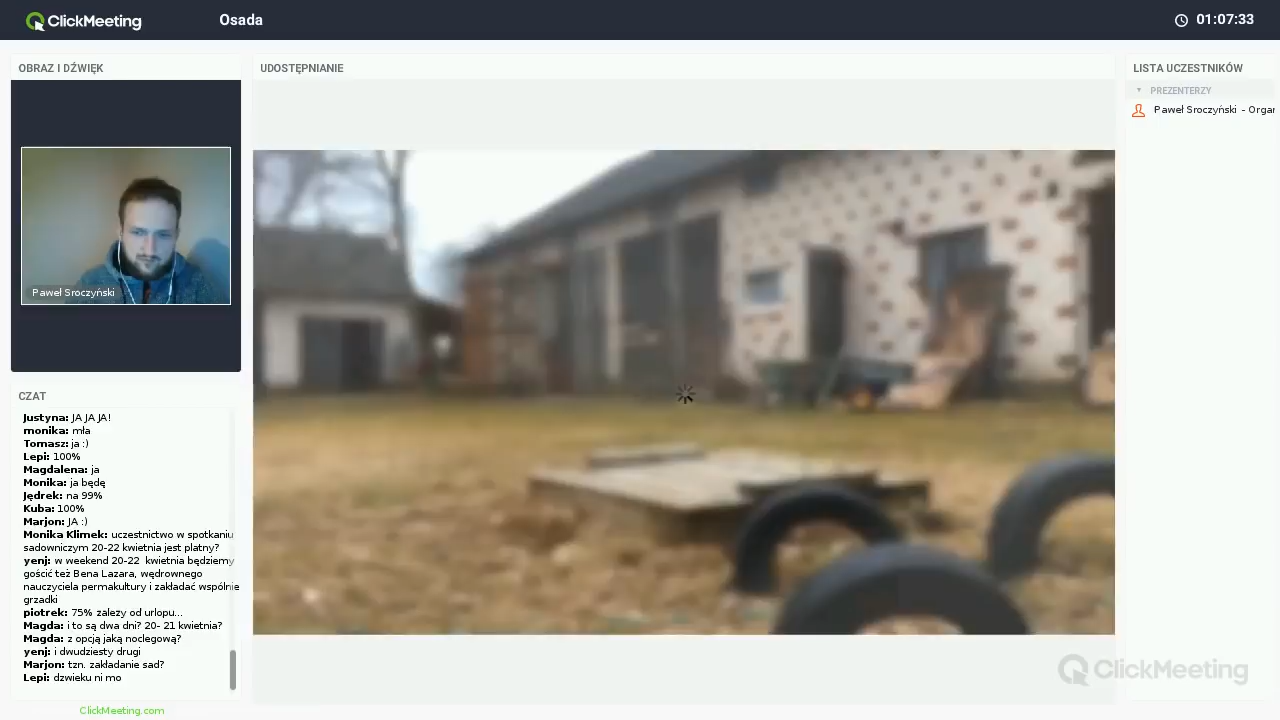 ClickMeeting
Osada
01:07:33
OBRAZ I DŹWIĘK
Paweł Sroczyński
UDOSTĘPNIANIE
LISTA UCZESTNIKÓW
PREZENTERZY
Paweł Sroczyński - Organ
CZAT
Justyna: JA JA JA!
monika: mła
Tomasz: ja :)
Lepi: 100%
Magdalena: ja
Monika: ja będę
Jędrek: na 99%
Kuba: 100%
Marjon: JA :)
Monika Klimek: uczestnictwo w spotkaniu
sadowniczym 20-22 kwietnia jest płatny?
yenj: w weekend 20-22 kwietnia będziemy
gościć też Bena Lazara, wędrownego
nauczyciela permakultury i zakładać wspólnie
grzadki
piotrek: 75% zalezy od urlopu...
Magda: i to są dwa dni? 20- 21 kwietnia?
Magda: z opcją jaką noclegową?
yenj: i dwudziesty drugi
Marjon: tzn. zakładanie sad?
Lepi: dzwieku ni mo
ClickMeeting.com
ClickMeeting